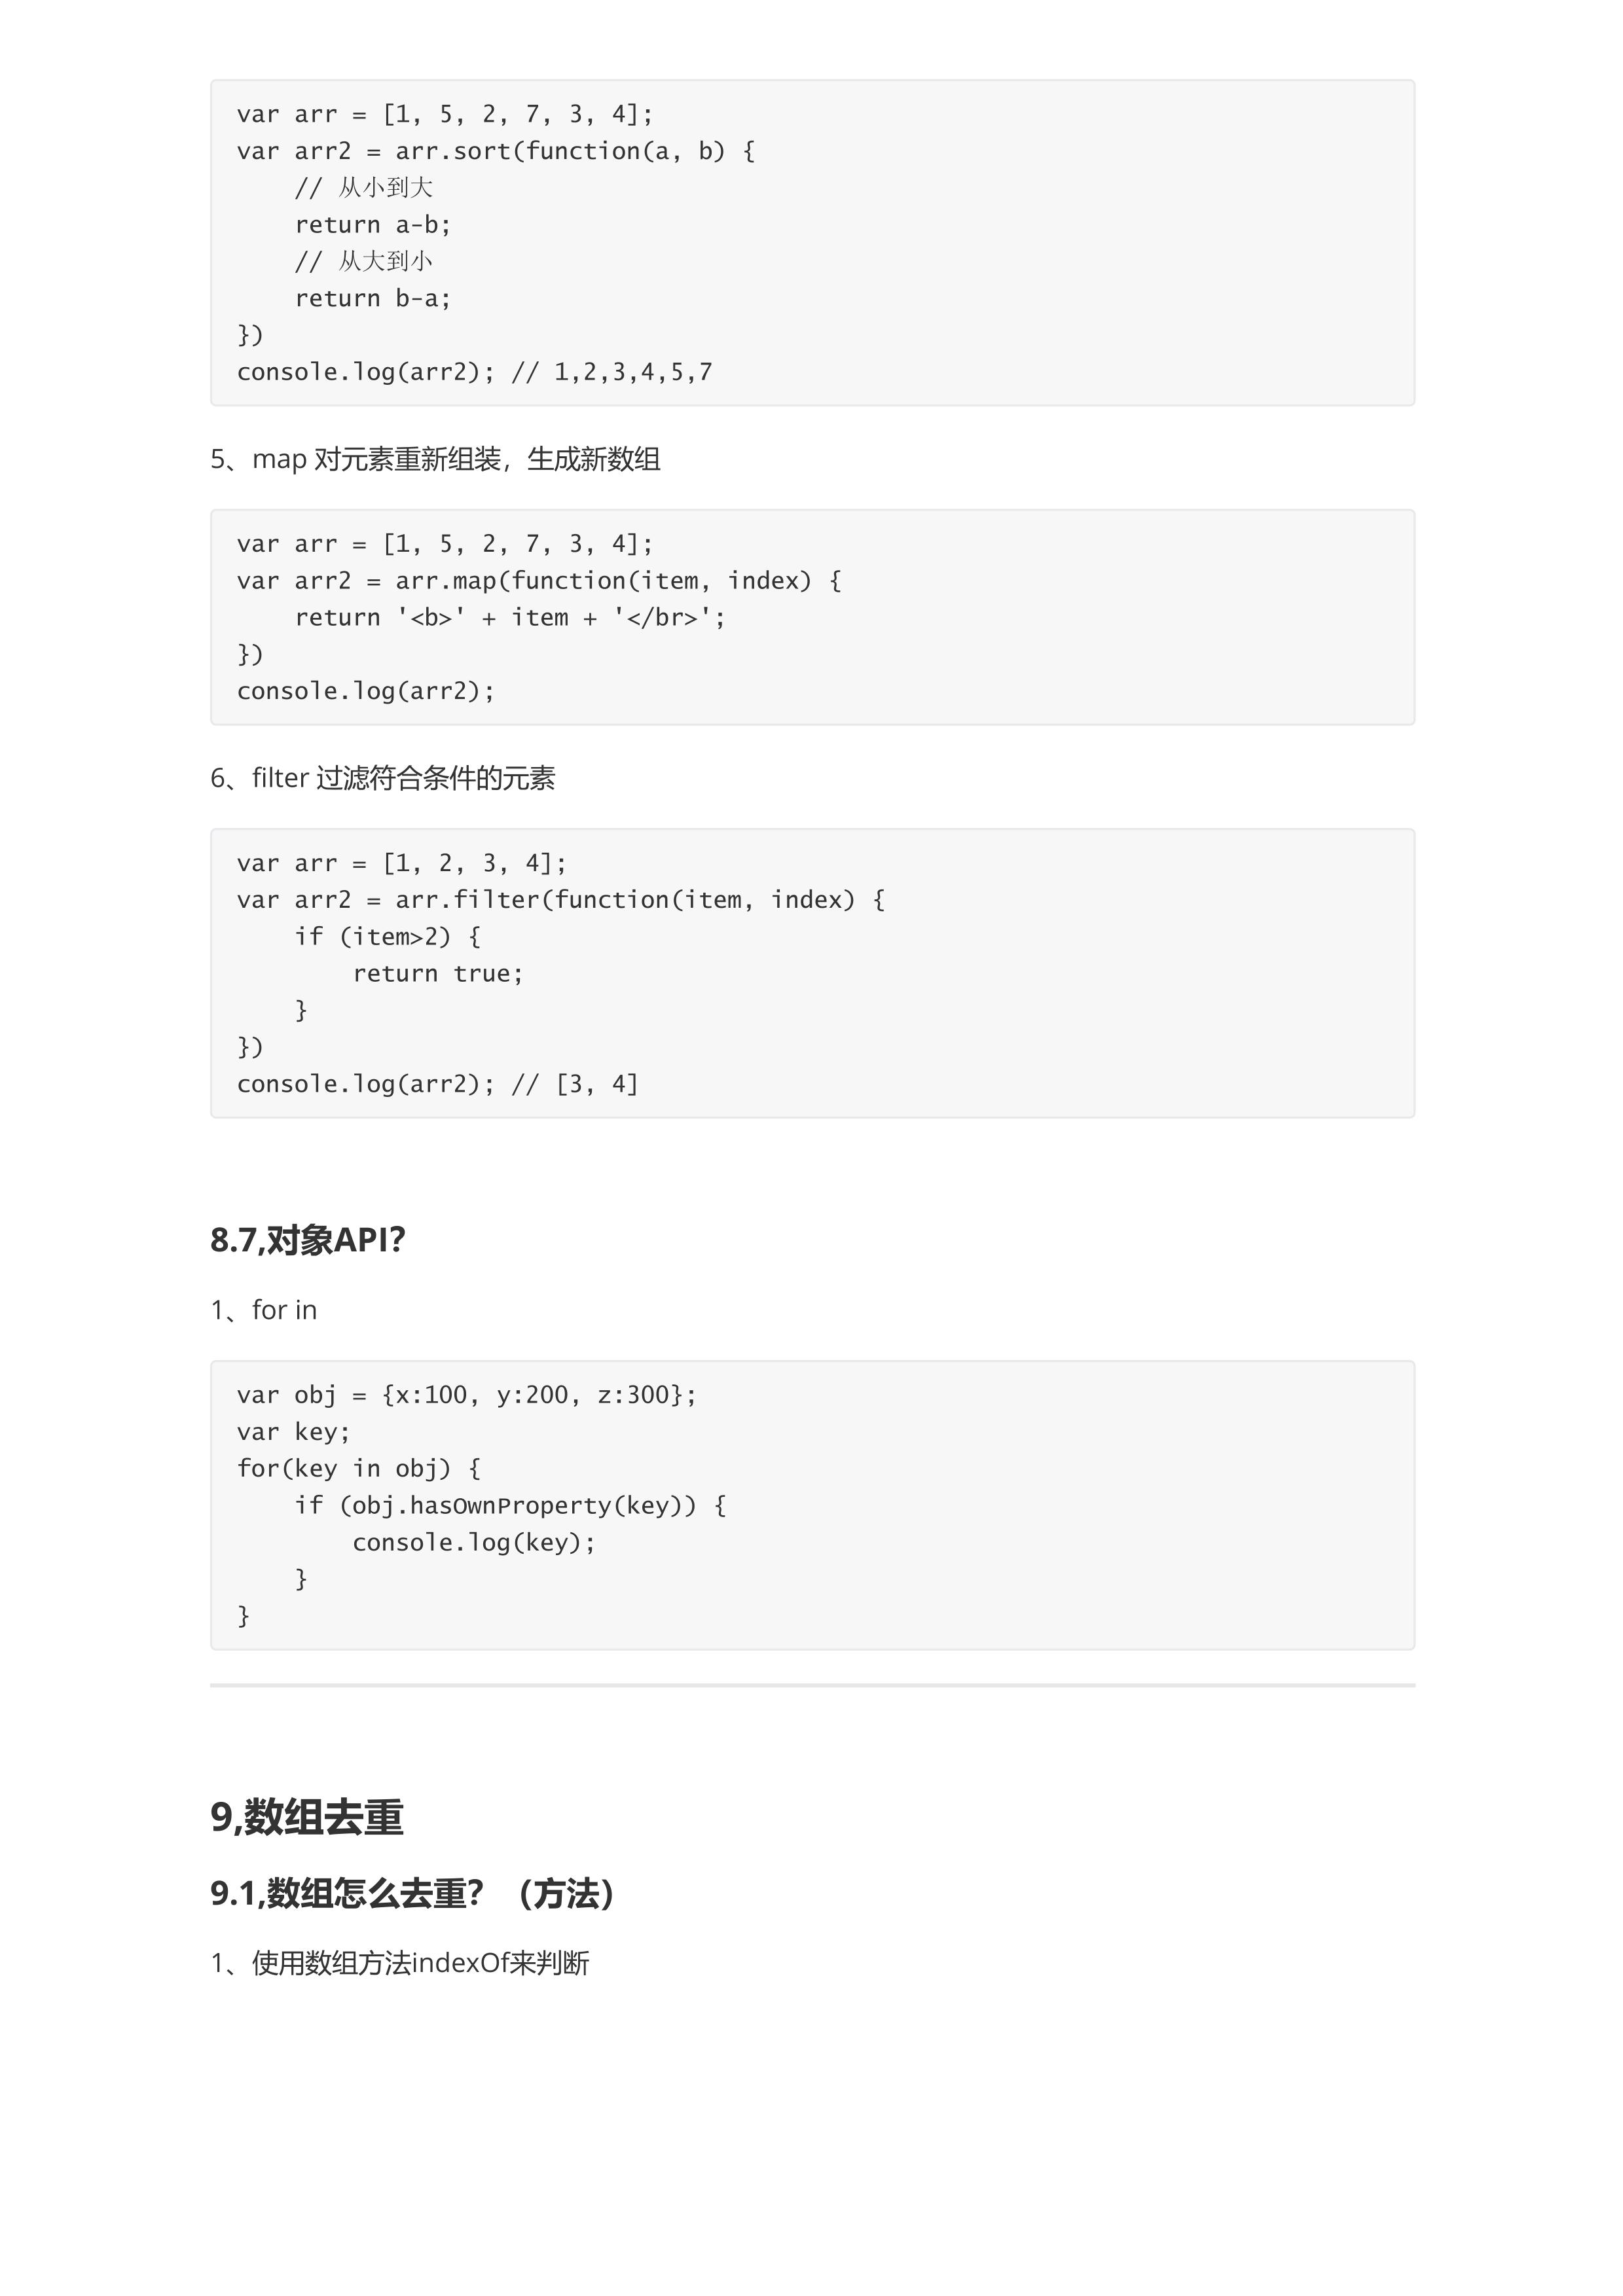 var arr = [1, 5, 2, 7, 3, 4];
var arr2 = arr.sort(function(a, b) {
    // 从小到大
    return a-b;
    // 从大到小
    return b-a;
})
console.log(arr2); // 1,2,3,4,5,7
5、map 对元素重新组装，生成新数组
var arr = [1, 5, 2, 7, 3, 4];
var arr2 = arr.map(function(item, index) {
    return '<b>' + item + '</br>';
})
console.log(arr2);
6、filter 过滤符合条件的元素
var arr = [1, 2, 3, 4];
var arr2 = arr.filter(function(item, index) {
    if (item>2) {
        return true;
    }
})
console.log(arr2); // [3, 4]
8.7,对象API？
1、for in
var obj = {x:100, y:200, z:300};
var key;
for(key in obj) {
    if (obj.hasOwnProperty(key)) {
        console.log(key);
    }
}
9,数组去重
9.1,数组怎么去重？（方法）
1、使用数组方法indexOf来判断